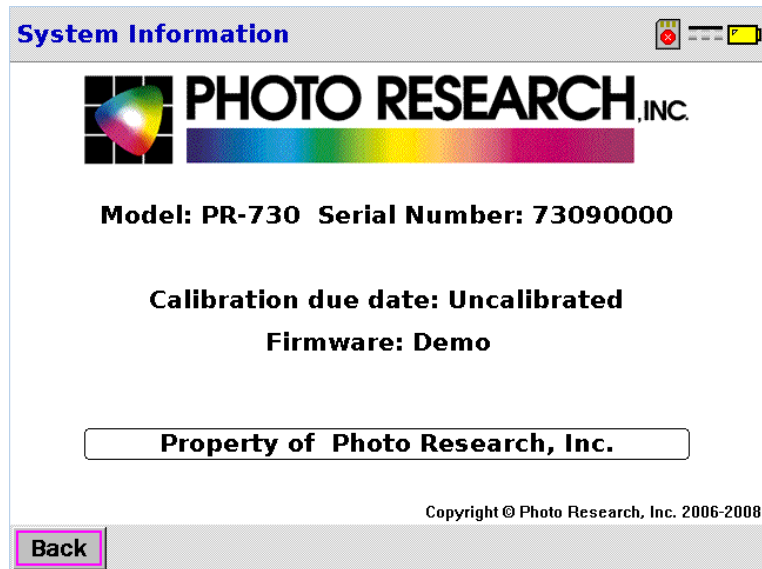 System Information
PHOTO RESEARCH, INC.
Model: PR-730 Serial Number: 73090000
Calibration due date: Uncalibrated
Firmware: Demo
Property of Photo Research, Inc.
Copyright © Photo Research, Inc. 2006-2008
Back